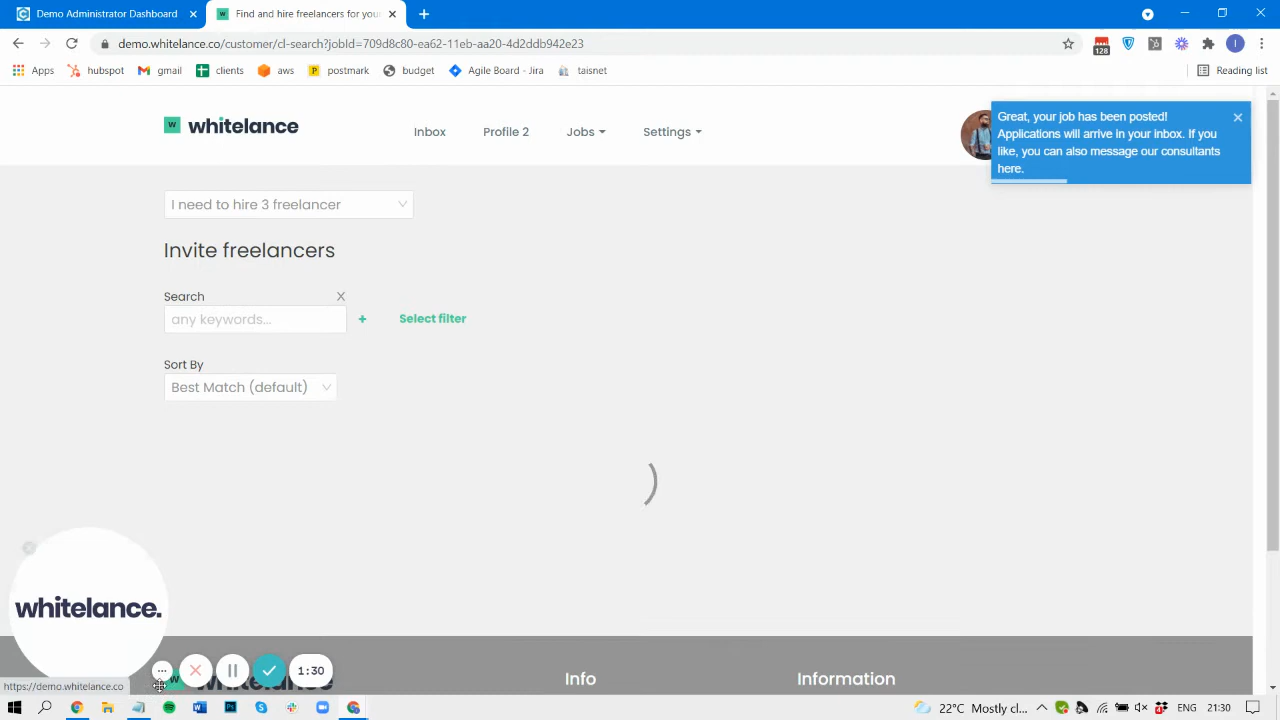 Demo Administrator Dashboard
Find and hire freelancers for your
demo.whitelance.co/customer/cl-search?jobId=709d8c90-ea62-11eb-aa20-4d2ddb942e23
128
I
Apps
hubspot
gmail
clients
aws
postmark
budget
Agile Board - Jira
taisnet
Reading list
w whitelance
Inbox
Profile 2
Jobs
Settings
Great, your job has been posted!
Applications will arrive in your inbox. If you
like, you can also message our consultants
here.
I need to hire 3 freelancer
Invite freelancers
Search
X
any keywords...
+
Select filter
Sort By
Best Match (default)
whitelance.
1:30
https://demo.whitelance.co
w
Info
Information
22°C Mostly cl...
ENG
21:30